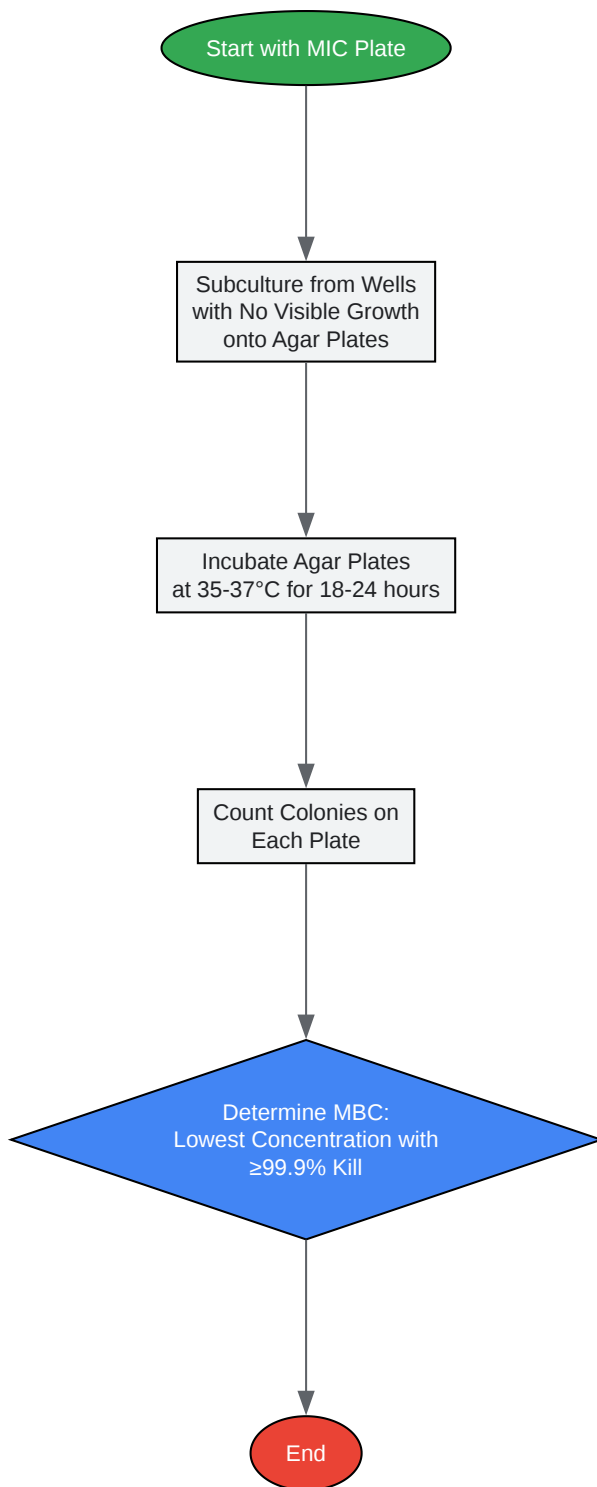 Start with MIC Plate
Subculture from Wells
with No Visible Growth
onto Agar Plates
Incubate Agar Plates
at 35-37°C for 18-24 hours
Count Colonies on
Each Plate
Determine MBC:
Lowest Concentration with
≥99.9% Kill
End